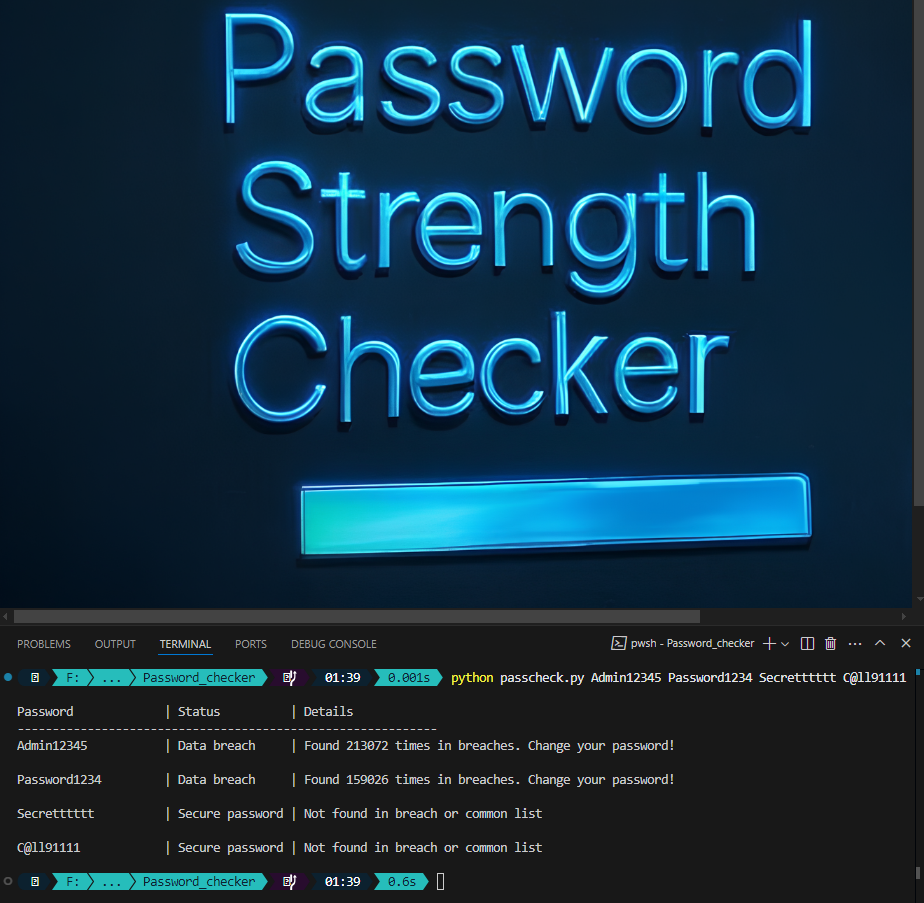 Password
Strength
Checker
PROBLEMS OUTPUT TERMINAL PORTS DEBUG CONSOLE pwsh - Password_checker
F: ... Password_checker 01:39 0.001s python passcheck.py Admin12345 Password1234 Secretttttt C@ll91111
Password | Status | Details
------------------------------------------------------------
Admin12345 | Data breach | Found 213072 times in breaches. Change your password!
Password1234 | Data breach | Found 159026 times in breaches. Change your password!
Secretttttt | Secure password | Not found in breach or common list
C@ll91111 | Secure password | Not found in breach or common list
F: ... Password_checker 01:39 0.6s